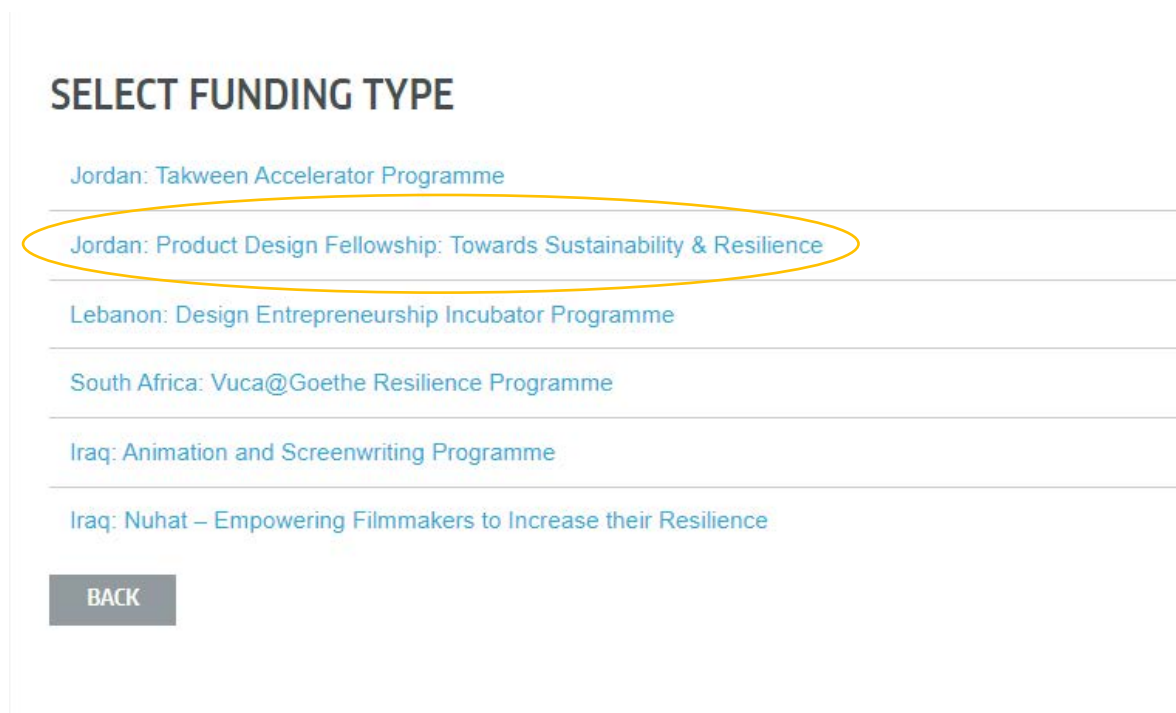 SELECT FUNDING TYPE
Jordan: Takween Accelerator Programme
Jordan: Product Design Fellowship: Towards Sustainability & Resilience
Lebanon: Design Entrepreneurship Incubator Programme
South Africa: Vuca@Goethe Resilience Programme
Iraq: Animation and Screenwriting Programme
Iraq: Nuhat – Empowering Filmmakers to Increase their Resilience
BACK